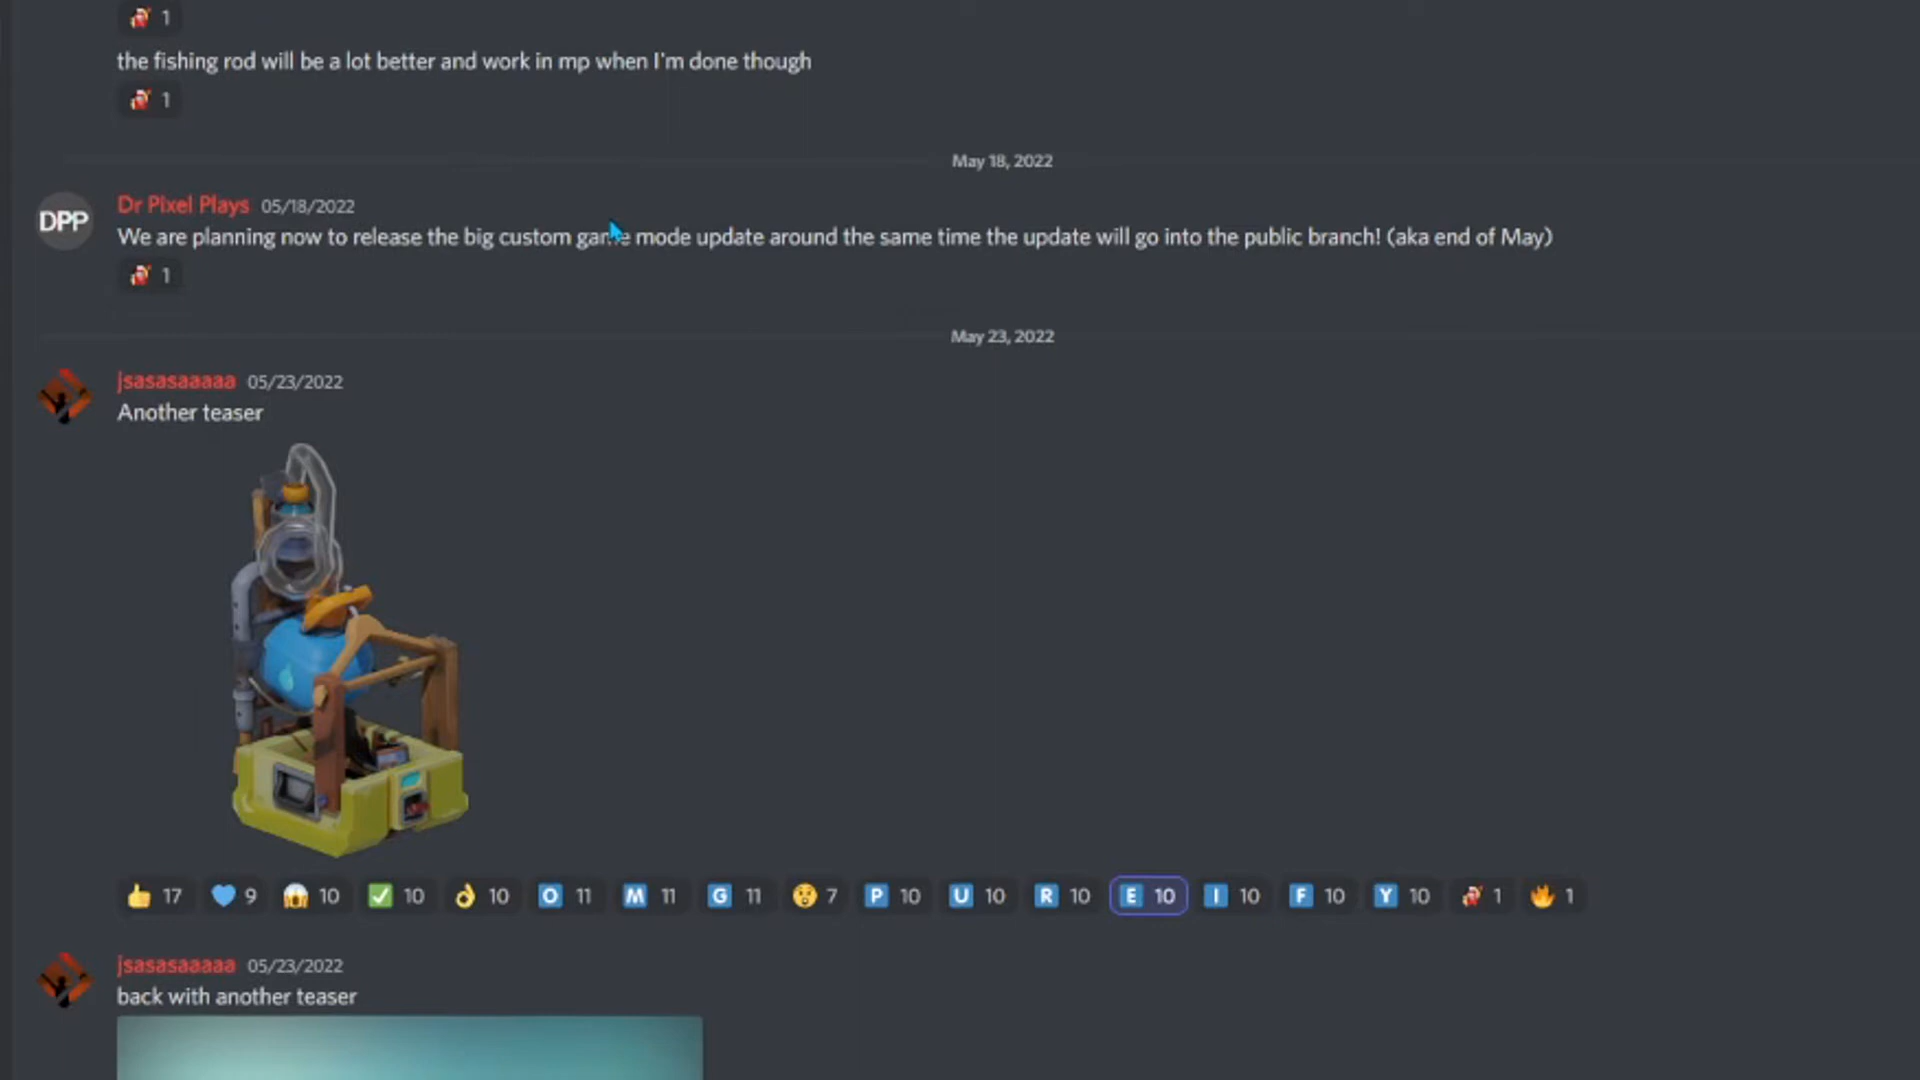 1
the fishing rod will be a lot better and work in mp when I'm done though
1
May 18, 2022
DPP
Dr Pixel Plays 05/18/2022
We are planning now to release the big custom game mode update around the same time the update will go into the public branch! (aka end of May)
1
May 23, 2022
jsasasaaaaa 05/23/2022
Another teaser
17 9 10 10 10 O 11 M 11 G 11 7 P 10 U 10 R 10 E 10 I 10 F 10 Y 10 1 1
jsasasaaaaa 05/23/2022
back with another teaser